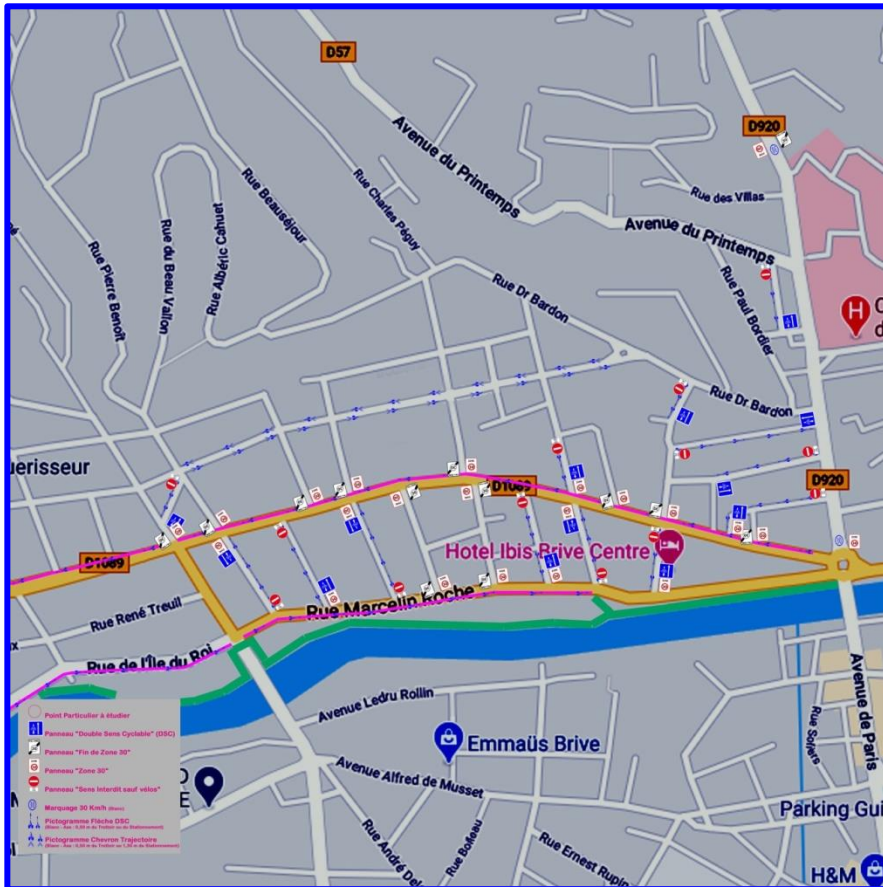 D57
Avenue du Printemps
D920
Rue des Villas
Avenue du Printemps
Rue Charles Péguy
Rue Beauséjour
Rue Albéric Cahuet
Rue du Beau Vallon
Rue Pierre Benoît
Rue Dr Bardon
Rue Paul Bordier
H
Rue Dr Bardon
uerisseur
D1089
D920
Hotel Ibis Brive Centre
D1089
Rue Marcelin Roche
Rue René Treuil
Rue de l'Île du Roi
Avenue Ledru Rollin
Emmaüs Brive
Avenue Alfred de Musset
Rue André Del
Rue Boileau
Rue Ernest Rupin
Avenue de Paris
Parking Gui
H&M
Point Particulier à étudier
Panneau "Double Sens Cyclable" (DSC)
Panneau "Fin de Zone 30"
Panneau "Zone 30"
Panneau "Sens Interdit sauf vélos"
Marquage 30 Km/h (Blanc)
Pictogramme Flèche DSC
Pictogramme Chevron Trajectoire